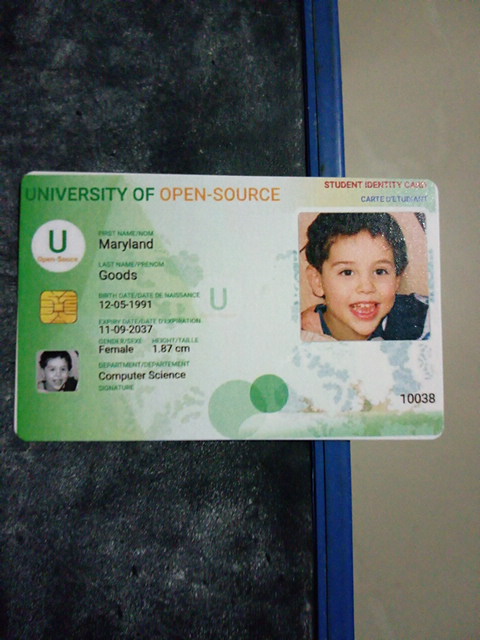 UNIVERSITY OF OPEN-SOURCE
STUDENT IDENTITY CARD
CARTE D'ETUDIANT
U
Open-Source
FIRST NAME/NOM
Maryland
LAST NAME/PRENOM
Goods
U
BIRTH DATE/DATE DE NAISSANCE
12-05-1991
EXPIRY DATE/DATE D'EXPIRATION
11-09-2037
GENDER/SEXE HEIGHT/TAILLE
Female 1.87 cm
DEPARTMENT/DEPARTEMENT
Computer Science
SIGNATURE
10038